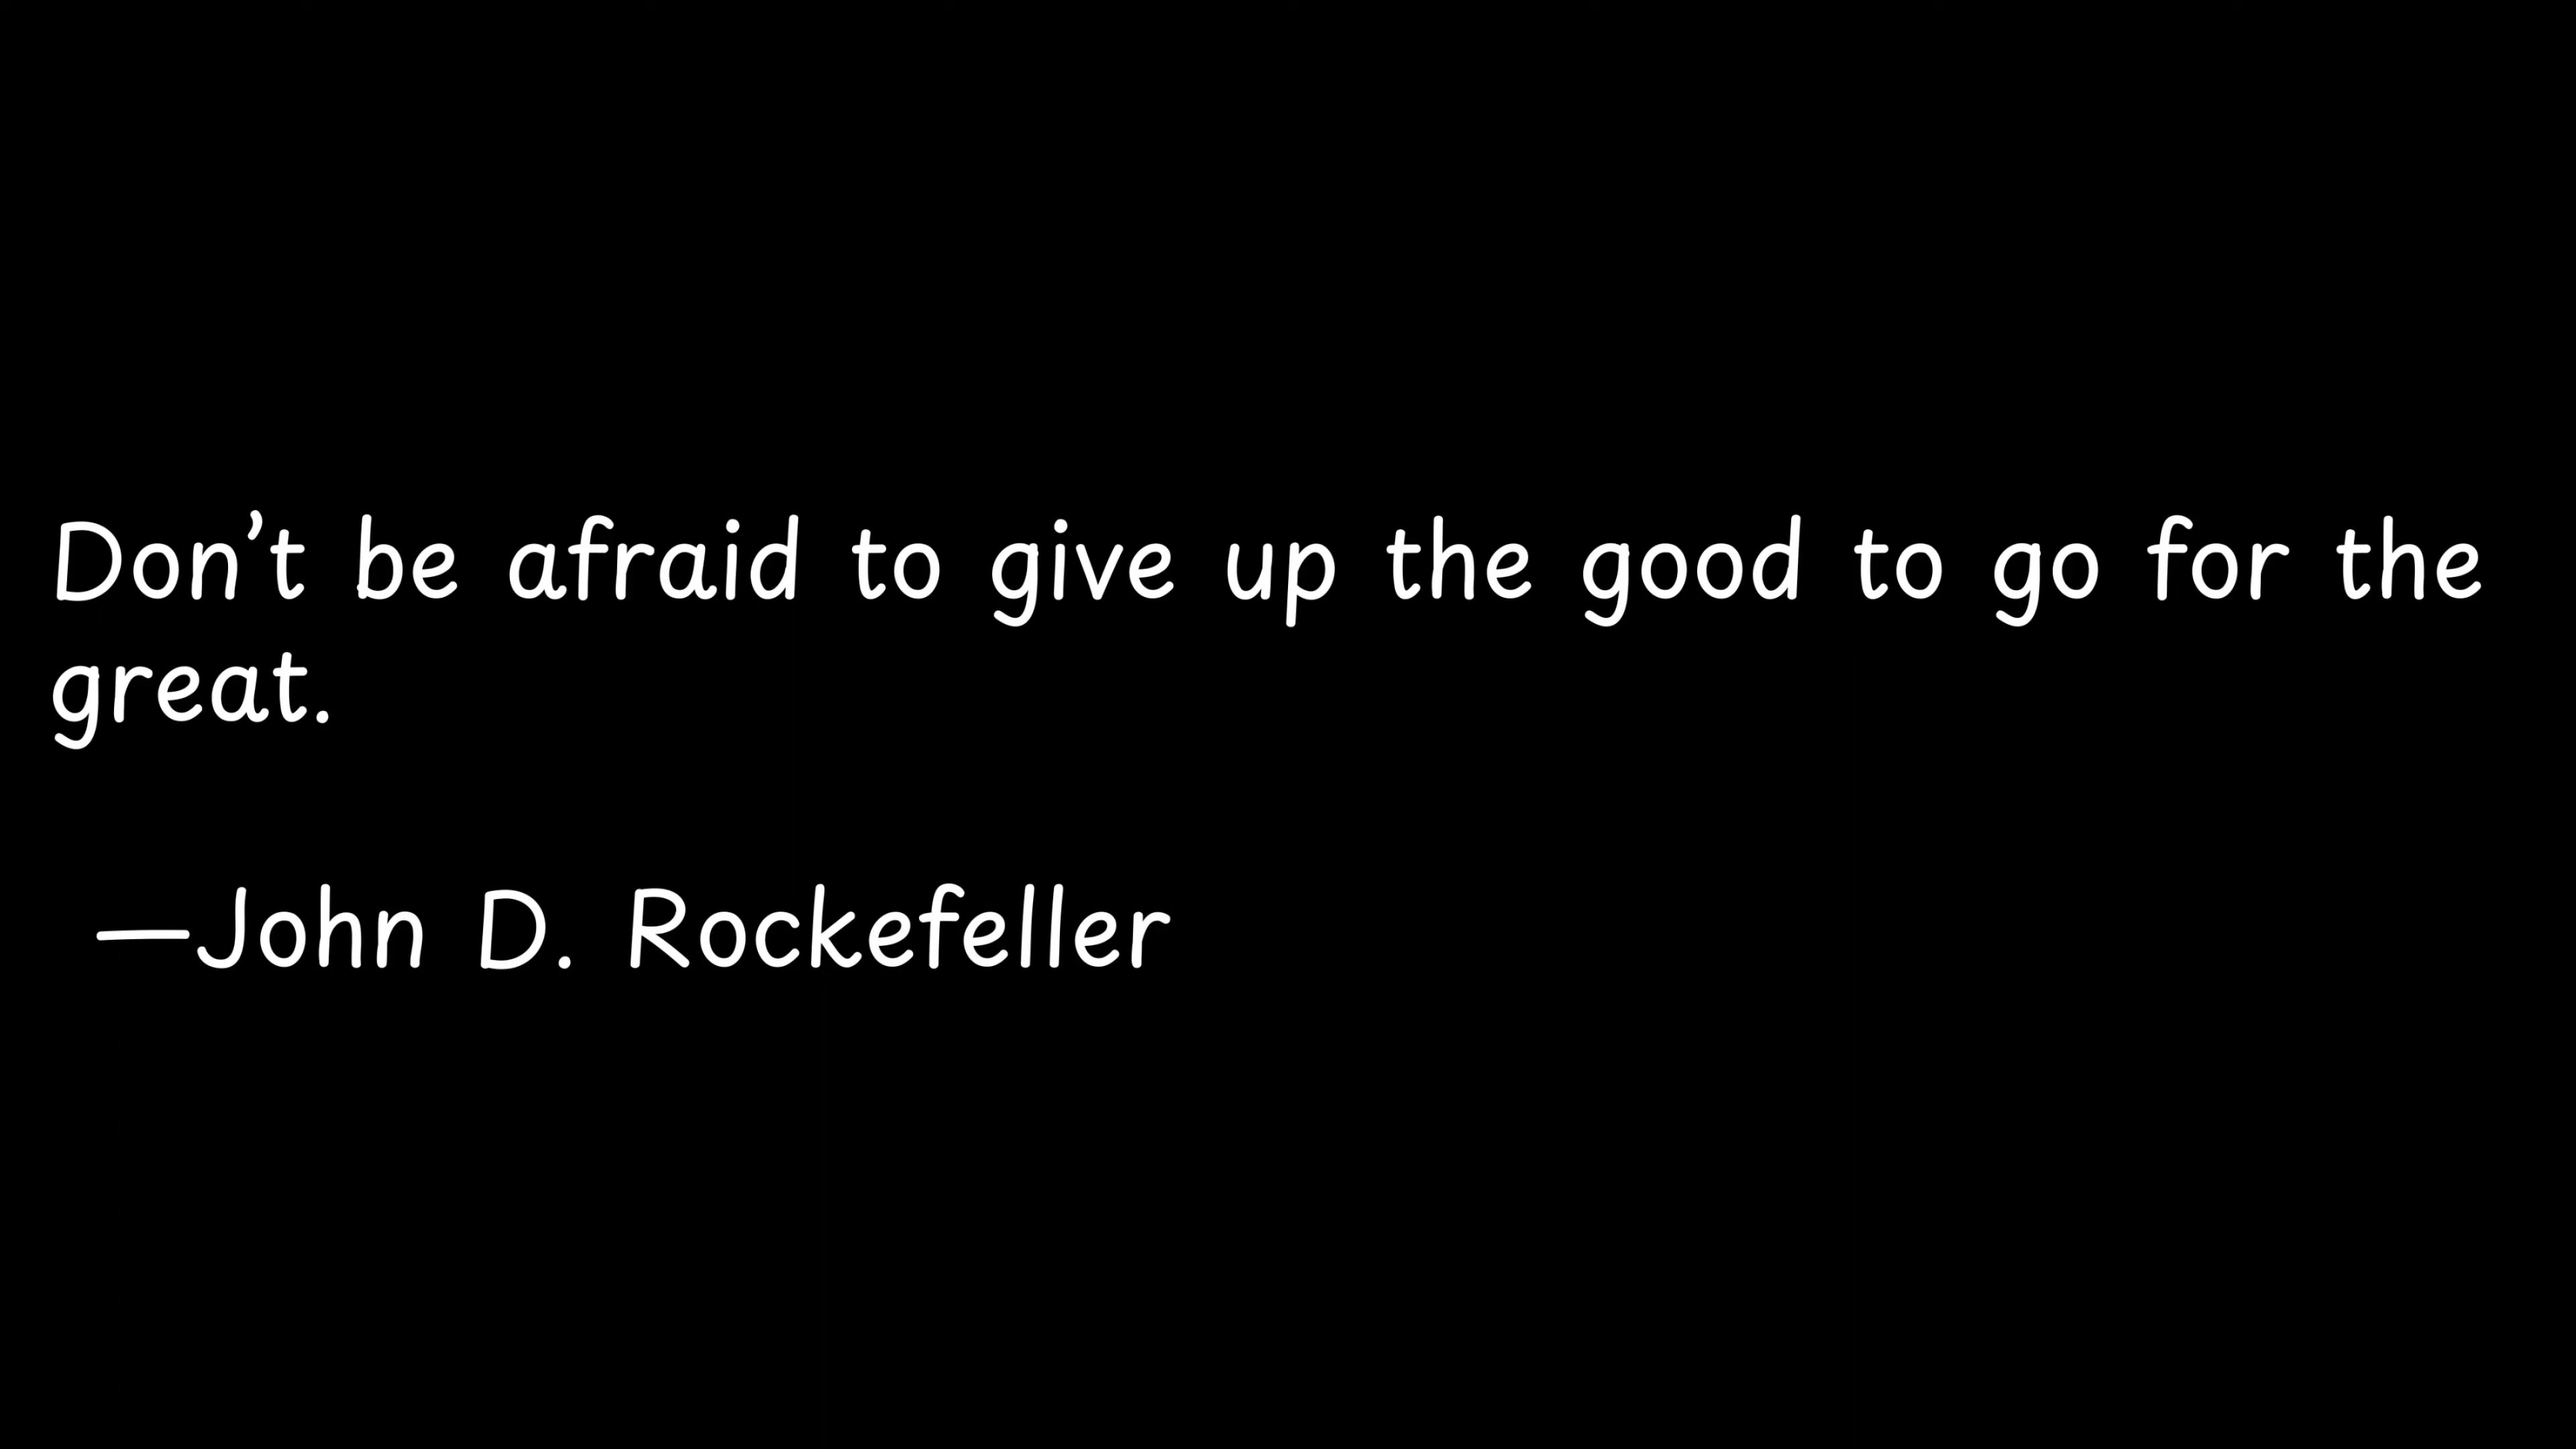 Don’t be afraid to give up the good to go for the
great.
—John D. Rockefeller